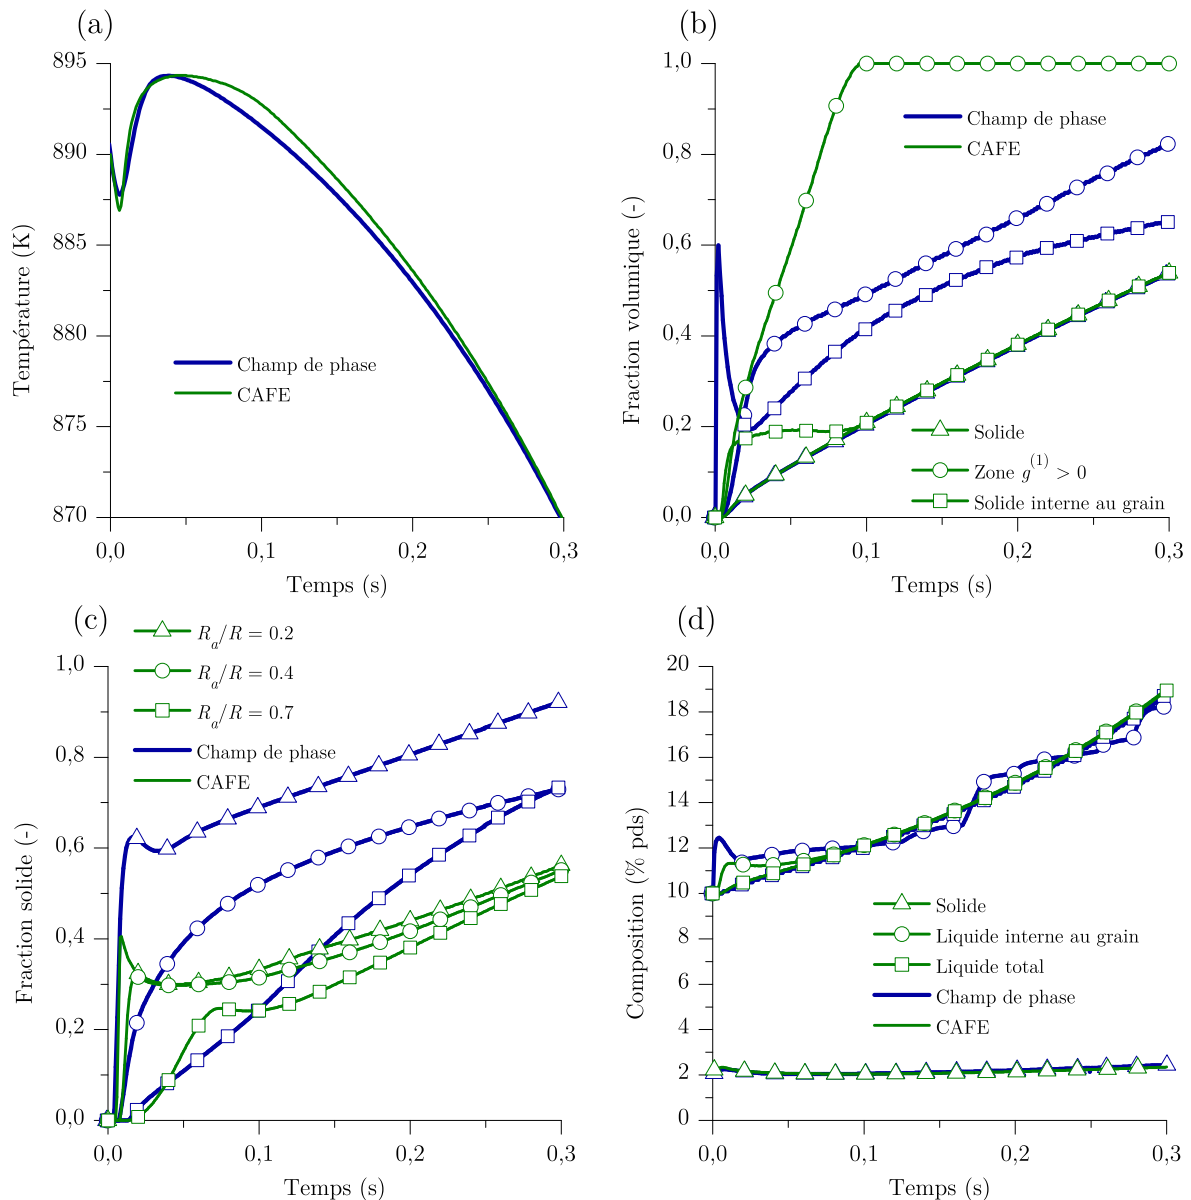 (a)
895
890
885
880
875
870
Température (K)
Champ de phase
CAFE
0,0
0,1
0,2
0,3
Temps (s)
(b)
1,0
0,8
0,6
0,4
0,2
0,0
Fraction volumique (-)
Champ de phase
CAFE
Solide
Zone g(1) > 0
Solide interne au grain
0,0
0,1
0,2
0,3
Temps (s)
(c)
Ra/R = 0.2
Ra/R = 0.4
Ra/R = 0.7
Champ de phase
CAFE
1,0
0,8
0,6
0,4
0,2
0,0
Fraction solide (-)
0,0
0,1
0,2
0,3
Temps (s)
(d)
20
18
16
14
12
10
8
6
4
2
0
Composition (% pds)
Solide
Liquide interne au grain
Liquide total
Champ de phase
CAFE
0,0
0,1
0,2
0,3
Temps (s)